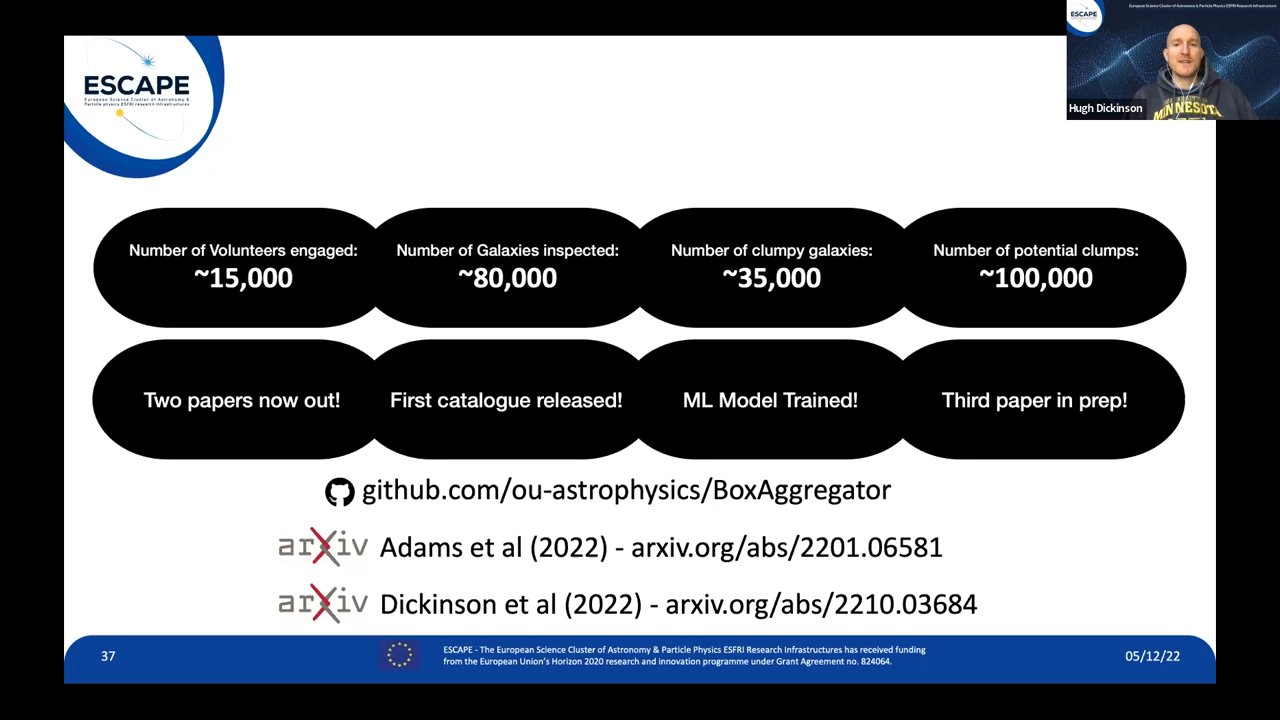 European Science Cluster of Astronomy & Particle Physics ESFRI Research Infrastructure
ESCAPE
Hugh Dickinson
MINNESOTA
ESCAPE
European Science Cluster of Astronomy &
Particle physics ESFRI research Infrastructures
Number of Volunteers engaged:
~15,000
Number of Galaxies inspected:
~80,000
Number of clumpy galaxies:
~35,000
Number of potential clumps:
~100,000
Two papers now out!
First catalogue released!
ML Model Trained!
Third paper in prep!
github.com/ou-astrophysics/BoxAggregator
arXiv Adams et al (2022) - arxiv.org/abs/2201.06581
arXiv Dickinson et al (2022) - arxiv.org/abs/2210.03684
37
ESCAPE - The European Science Cluster of Astronomy & Particle Physics ESFRI Research Infrastructures has received funding
from the European Union's Horizon 2020 research and innovation programme under Grant Agreement no. 824064.
05/12/22